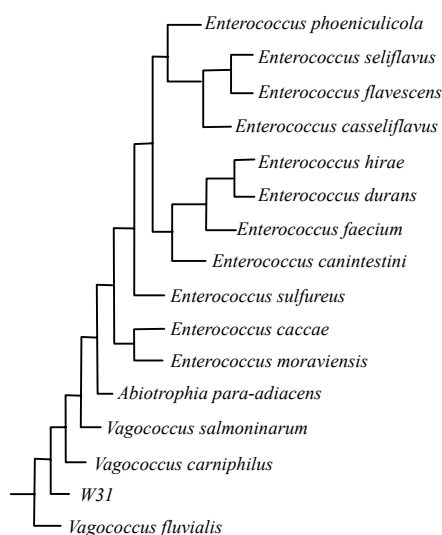 Enterococcus phoeniculicola
Enterococcus seliflavus
Enterococcus flavescens
Enterococcus casseliflavus
Enterococcus hirae
Enterococcus durans
Enterococcus faecium
Enterococcus canintestini
Enterococcus sulfureus
Enterococcus caccae
Enterococcus moraviensis
Abiotrophia para-adiacens
Vagococcus salmoninarum
Vagococcus carniphilus
W31
Vagococcus fluvialis